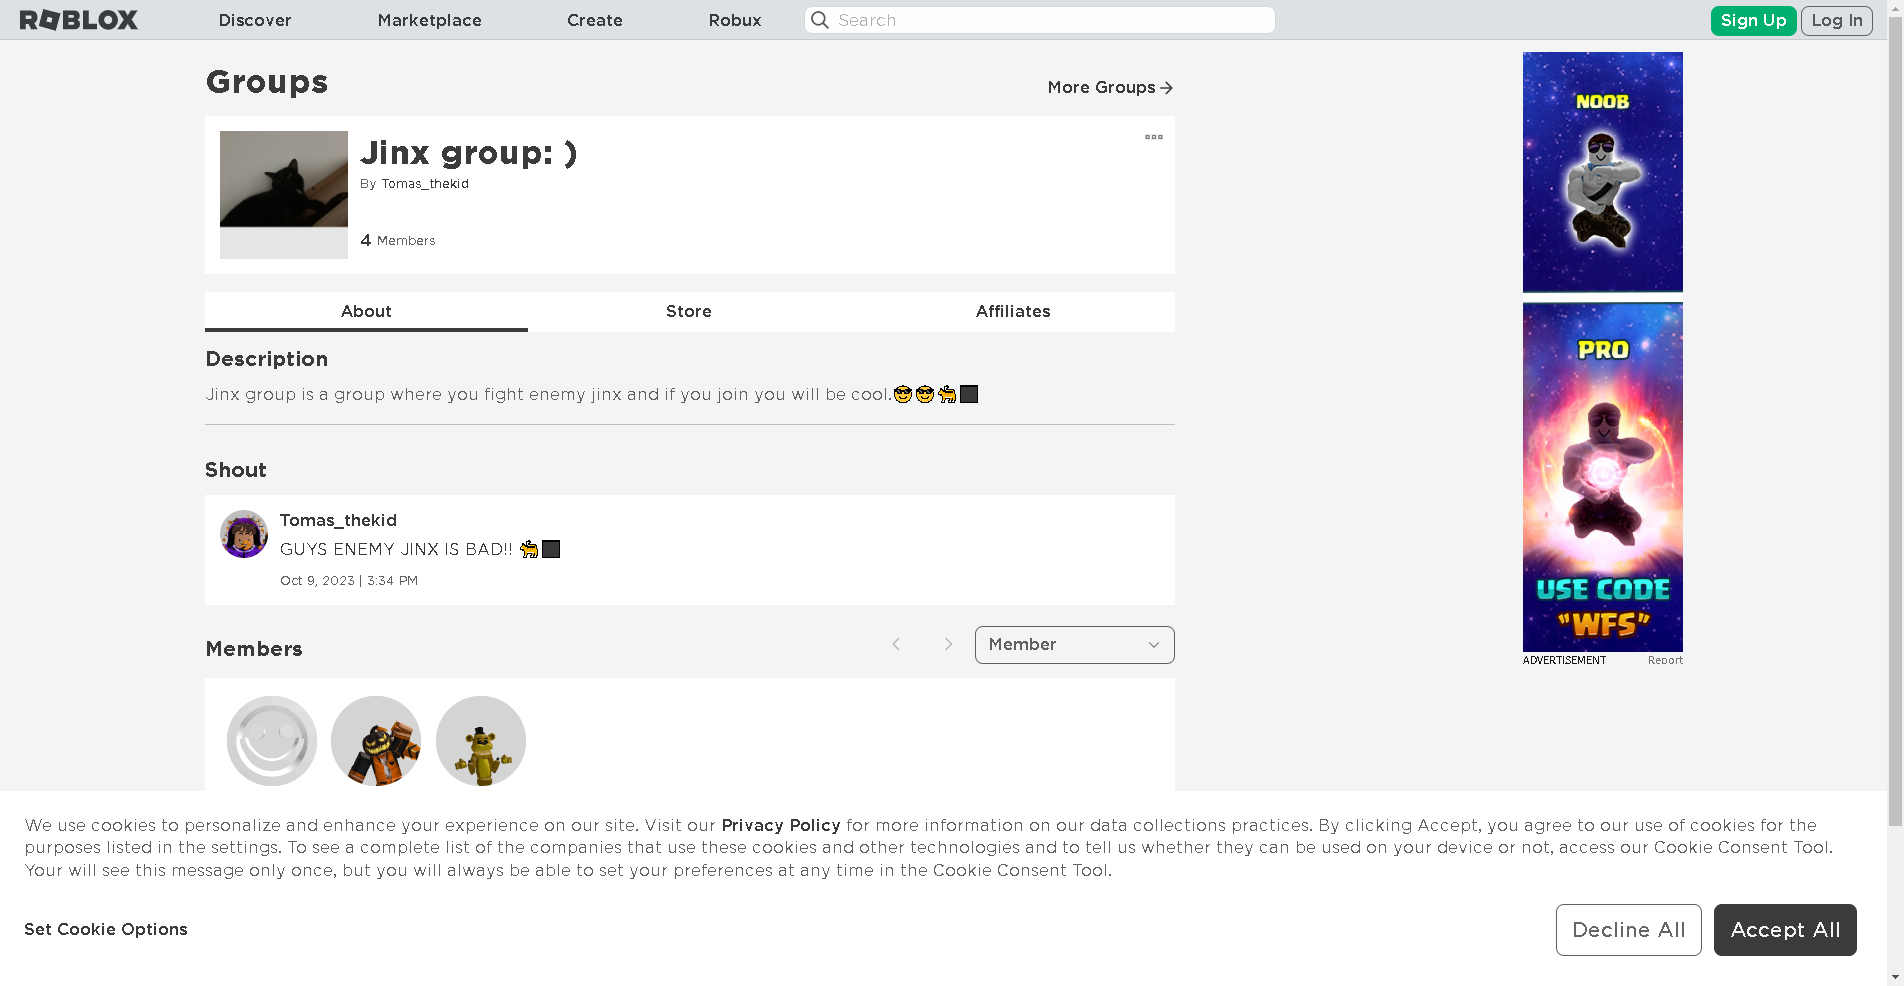 ROBLOX
Discover
Marketplace
Create
Robux
Search
Sign Up
Log In
Groups
More Groups
Jinx group: )
By Tomas_thekid
4 Members
About
Store
Affiliates
Description
Jinx group is a group where you fight enemy jinx and if you join you will be cool.😎😎🐈⬛
Shout
Tomas_thekid
GUYS ENEMY JINX IS BAD!! 🐈⬛
Oct 9, 2023 | 3:34 PM
Members
Member
NOOB
PRO
USE CODE
"WFS"
ADVERTISEMENT
Report
We use cookies to personalize and enhance your experience on our site. Visit our Privacy Policy for more information on our data collections practices. By clicking Accept, you agree to our use of cookies for the
purposes listed in the settings. To see a complete list of the companies that use these cookies and other technologies and to tell us whether they can be used on your device or not, access our Cookie Consent Tool.
Your will see this message only once, but you will always be able to set your preferences at any time in the Cookie Consent Tool.
Set Cookie Options
Decline All
Accept All